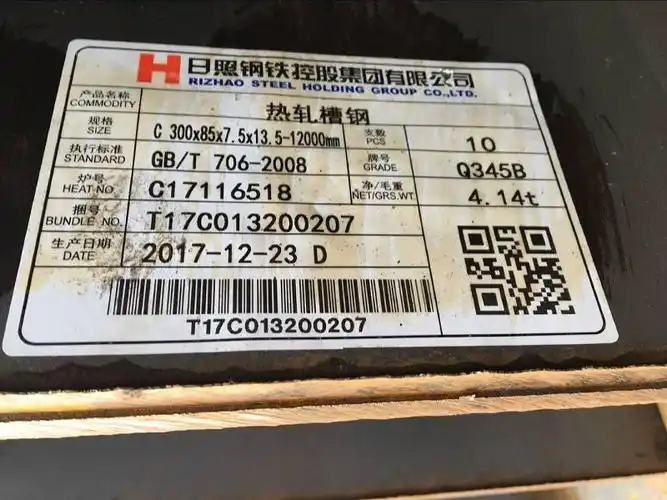 H 日照钢铁控股集团有限公司
RIZHAO STEEL HOLDING GROUP CO.,LTD.
产品名称 热轧槽钢
COMMODITY
规格 C 300x85x7.5x13.5-12000mm 支数 10
SIZE PCS
执行标准 GB/T 706-2008 牌号 Q345B
STANDARD GRADE
炉号 C17116518 净/毛重 4.14t
HEAT NO. NET/GRS.WT
捆号 T17C013200207
BUNDLE NO.
生产日期 2017-12-23 D
DATE
T17C013200207